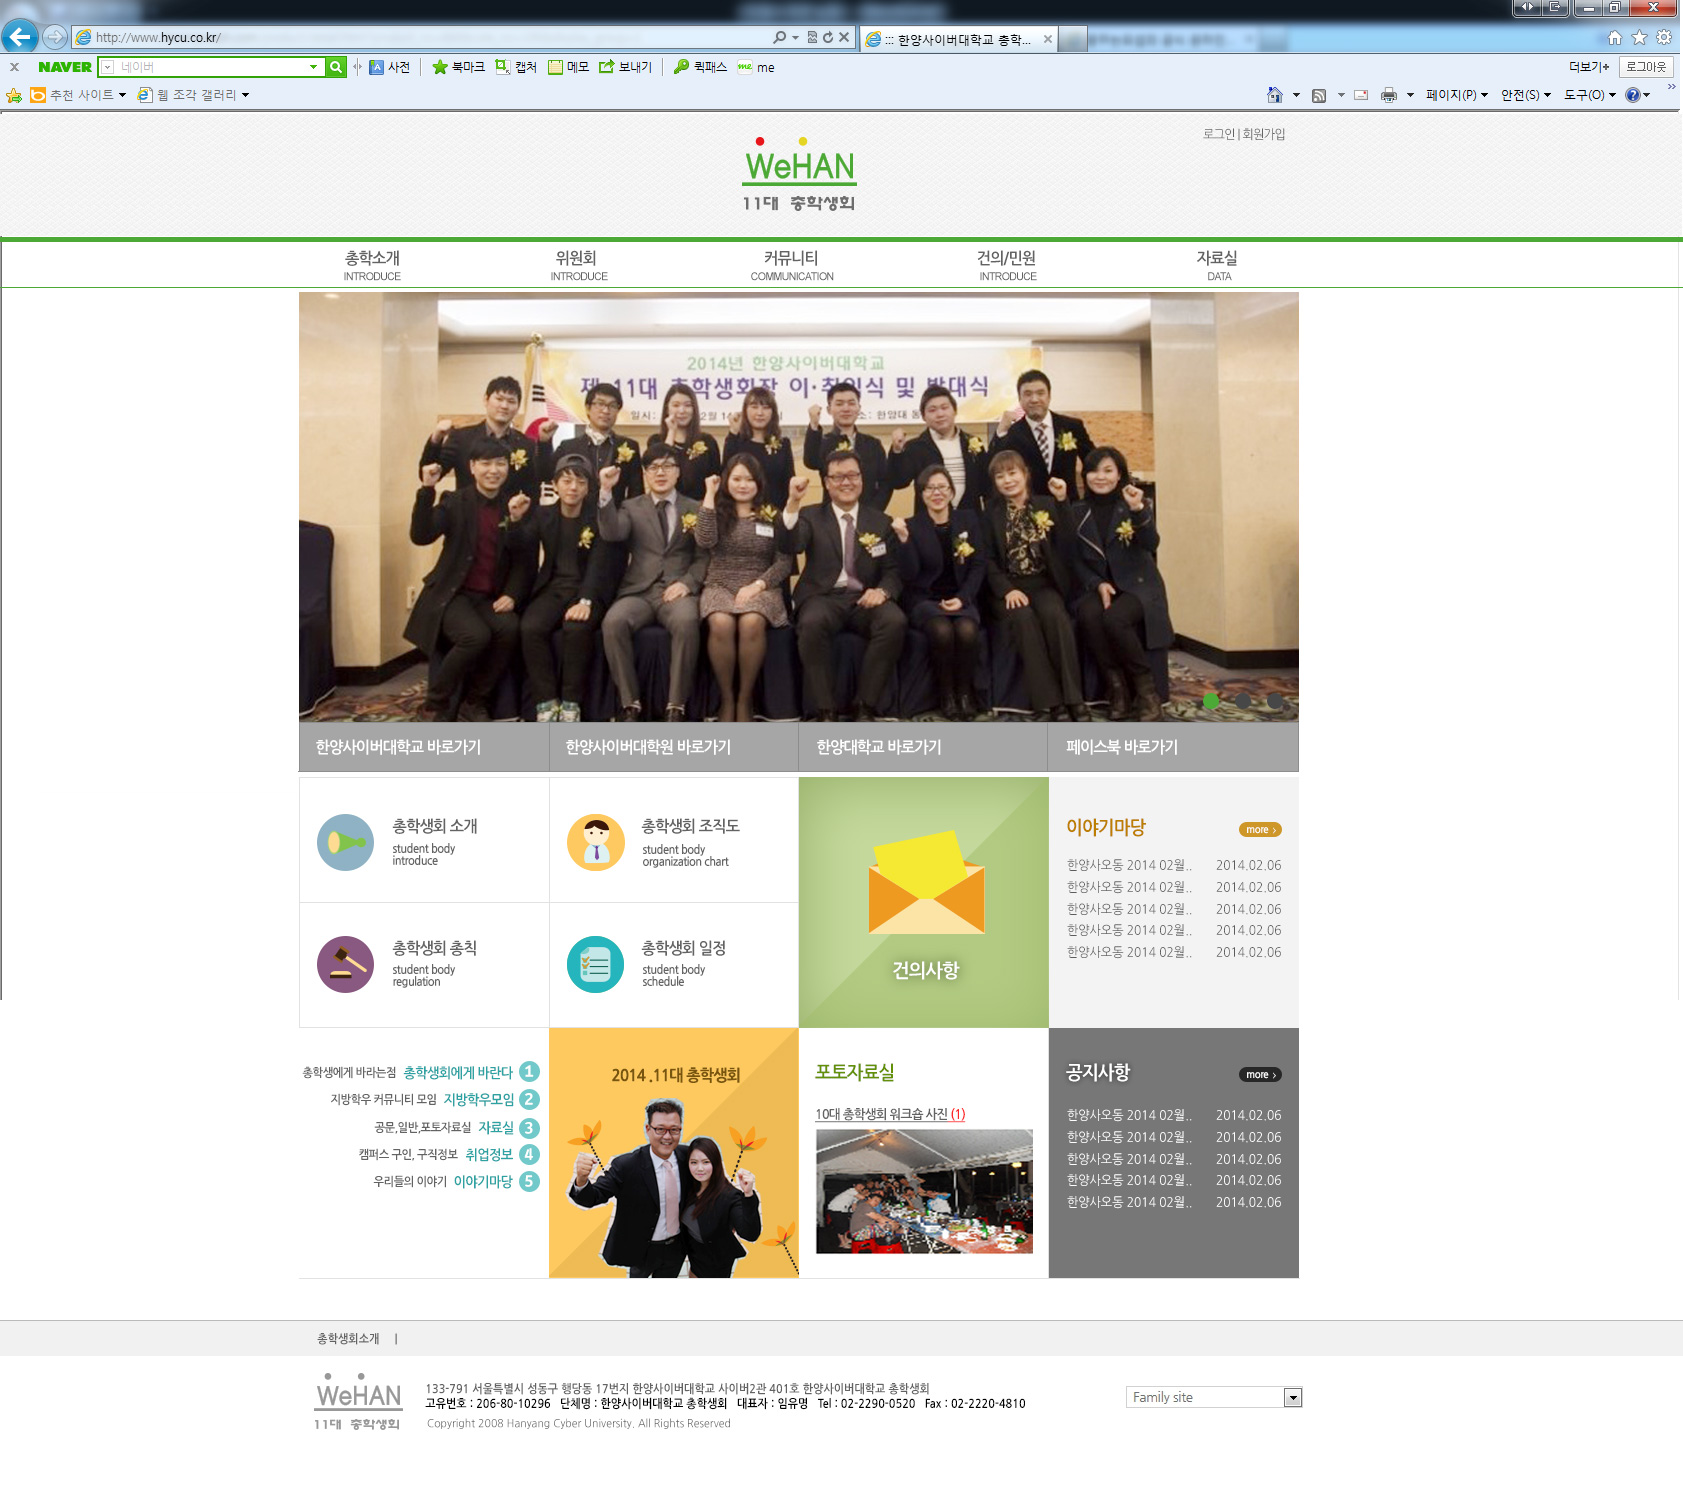 http://www.hycu.co.kr/
::: 한양사이버대학교 총학...
x NAVER 네이버 사전 북마크 캡처 메모 보내기 퀵패스 me 더보기+ 로그아웃
추천 사이트 웹 조각 갤러리 페이지(P) 안전(S) 도구(O)
로그인 | 회원가입
WeHAN
11대 총학생회
총학소개 위원회 커뮤니티 건의/민원 자료실
INTRODUCE INTRODUCE COMMUNICATION INTRODUCE DATA
2014년 한양사이버대학교
제 11대 총학생회장 이·취임식 및 발대식
한양사이버대학교 바로가기 한양사이버대학원 바로가기 한양대학교 바로가기 페이스북 바로가기
총학생회 소개
student body
introduce
총학생회 조직도
student body
organization chart
총학생회 총칙
student body
regulation
총학생회 일정
student body
schedule
건의사항
이야기마당 more
한양사오동 2014 02월.. 2014.02.06
한양사오동 2014 02월.. 2014.02.06
한양사오동 2014 02월.. 2014.02.06
한양사오동 2014 02월.. 2014.02.06
한양사오동 2014 02월.. 2014.02.06
총학생에게 바라는점 총학생회에게 바란다 1
지방학우 커뮤니티 모임 지방학우모임 2
공문,일반,포토자료실 자료실 3
캠퍼스 구인, 구직정보 취업정보 4
우리들의 이야기 이야기마당 5
2014 .11대 총학생회
포토자료실
10대 총학생회 워크숍 사진 (1)
공지사항 more
한양사오동 2014 02월.. 2014.02.06
한양사오동 2014 02월.. 2014.02.06
한양사오동 2014 02월.. 2014.02.06
한양사오동 2014 02월.. 2014.02.06
한양사오동 2014 02월.. 2014.02.06
총학생회소개 |
WeHAN
11대 총학생회
133-791 서울특별시 성동구 행당동 17번지 한양사이버대학교 사이버2관 401호 한양사이버대학교 총학생회
고유번호 : 206-80-10296 단체명 : 한양사이버대학교 총학생회 대표자 : 임유명 Tel : 02-2290-0520 Fax : 02-2220-4810
Copyright 2008 Hanyang Cyber University. All Rights Reserved
Family site